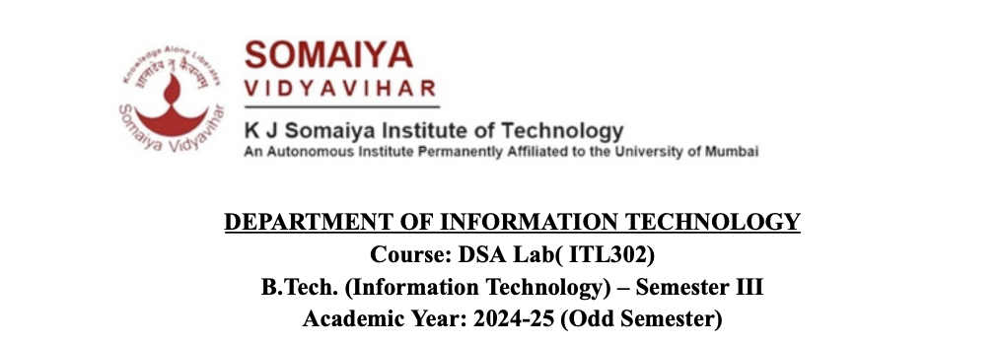 Knowledge Alone Liberates
ज्ञानादेव तु कैवल्यम्
Somaiya Vidyavihar
SOMAIYA
VIDYAVIHAR
K J Somaiya Institute of Technology
An Autonomous Institute Permanently Affiliated to the University of Mumbai
DEPARTMENT OF INFORMATION TECHNOLOGY
Course: DSA Lab( ITL302)
B.Tech. (Information Technology) – Semester III
Academic Year: 2024-25 (Odd Semester)